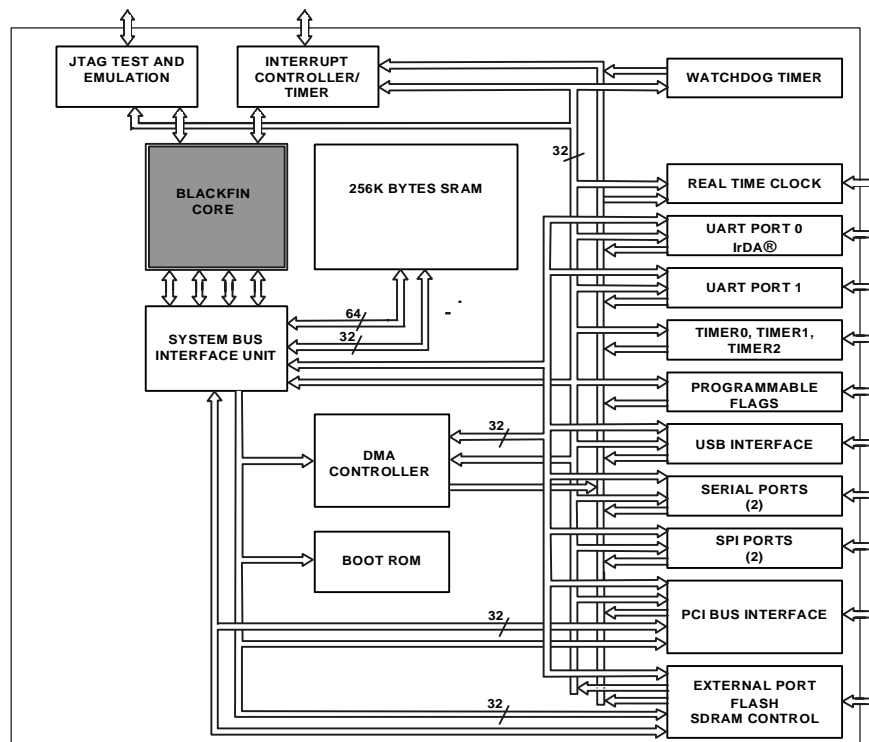 JTAG TEST AND
EMULATION
INTERRUPT
CONTROLLER/
TIMER
WATCHDOG TIMER
32
BLACKFIN
CORE
256K BYTES SRAM
REAL TIME CLOCK
UART PORT 0
IrDA®
UART PORT 1
64
32
SYSTEM BUS
INTERFACE UNIT
TIMER0, TIMER1,
TIMER2
PROGRAMMABLE
FLAGS
32
DMA
CONTROLLER
USB INTERFACE
SERIAL PORTS
(2)
SPI PORTS
(2)
BOOT ROM
32
PCI BUS INTERFACE
32
EXTERNAL PORT
FLASH
SDRAM CONTROL